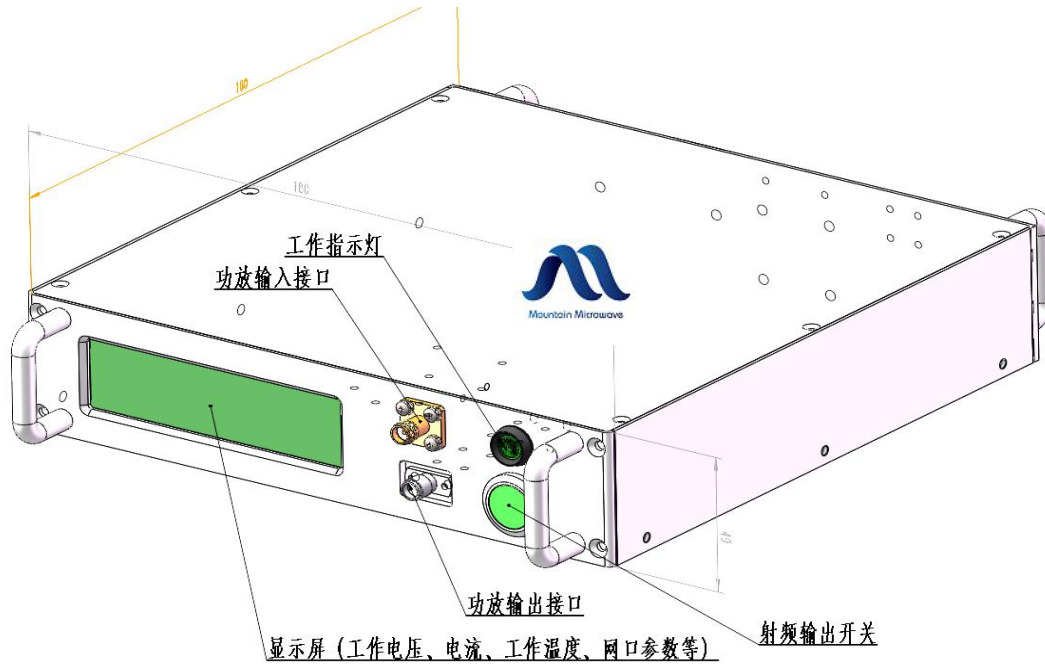 180
180
工作指示灯
功放输入接口
Mountain Microwave
40
功放输出接口
射频输出开关
显示屏（工作电压、电流、工作温度、网口参数等）